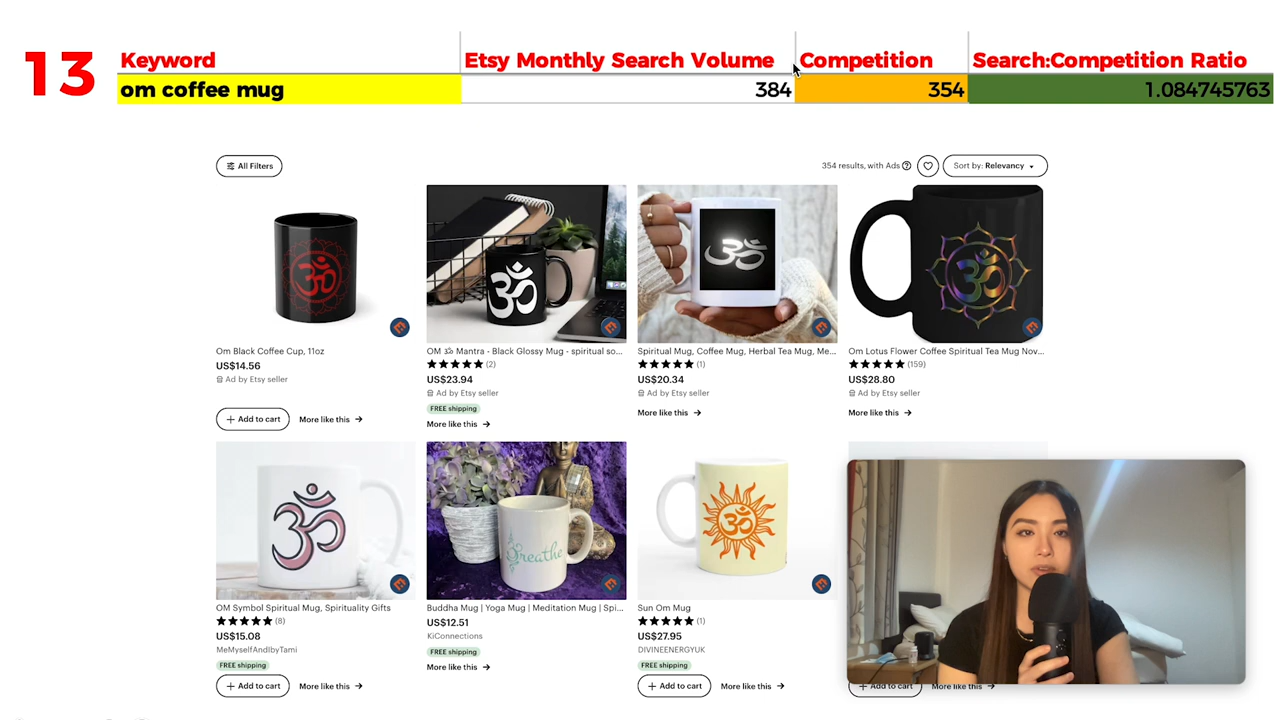 13
Keyword
Etsy Monthly Search Volume
Competition
Search:Competition Ratio
om coffee mug
384
354
1.084745763
All Filters
354 results, with Ads
Sort by: Relevancy
ॐ
ॐ
ॐ
ॐ
Om Black Coffee Cup, 11oz
US$14.56
Ad by Etsy seller
Add to cart
More like this
OM ॐ Mantra - Black Glossy Mug - spiritual so...
(2)
US$23.94
Ad by Etsy seller
FREE shipping
More like this
Spiritual Mug, Coffee Mug, Herbal Tea Mug, Me...
(1)
US$20.34
Ad by Etsy seller
More like this
Om Lotus Flower Coffee Spiritual Tea Mug Nov...
(159)
US$28.80
Ad by Etsy seller
More like this
ॐ
Breathe
ॐ
OM Symbol Spiritual Mug, Spirituality Gifts
(8)
US$15.08
MeMyselfAndIbyTami
FREE shipping
Add to cart
More like this
Buddha Mug | Yoga Mug | Meditation Mug | Spi...
US$12.51
KiConnections
FREE shipping
More like this
Sun Om Mug
(1)
US$27.95
DIVINEENERGYUK
FREE shipping
Add to cart
More like this
Add to cart
More like this